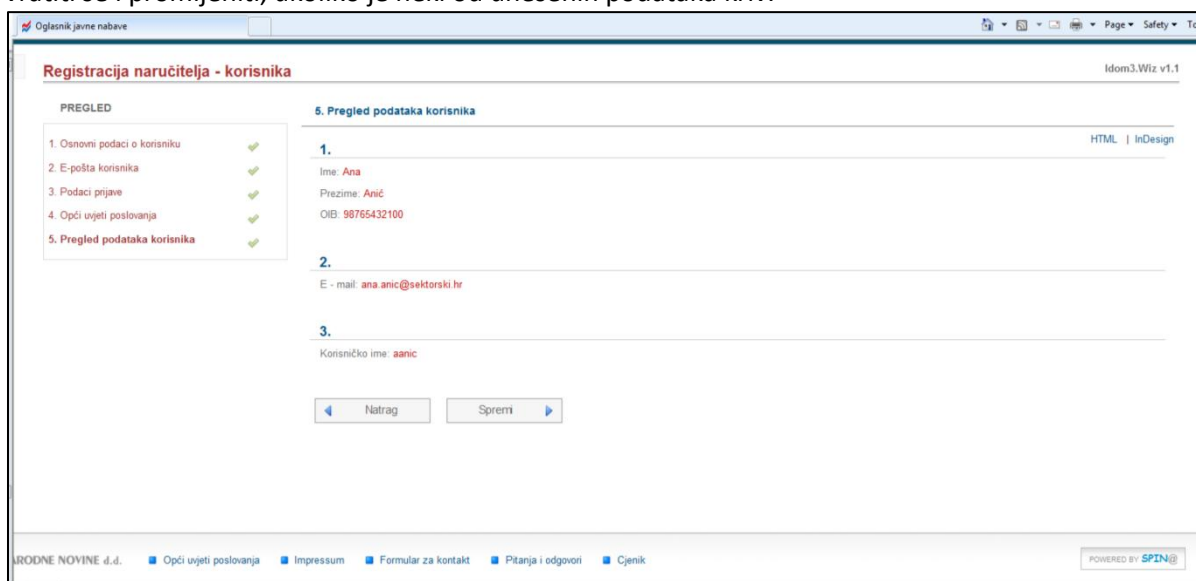 Oglasnik javne nabave
Page Safety
Registracija naručitelja - korisnika
Idom3.Wiz v1.1
PREGLED
1. Osnovni podaci o korisniku
2. E-pošta korisnika
3. Podaci prijave
4. Opći uvjeti poslovanja
5. Pregled podataka korisnika
5. Pregled podataka korisnika
HTML | InDesign
1.
Ime: Ana
Prezime: Anić
OIB: 98765432100
2.
E - mail: ana.anic@sektorski.hr
3.
Korisničko ime: aanic
Natrag Spremi
NOVINE d.d. Opći uvjeti poslovanja Impressum Formular za kontakt Pitanja i odgovori Cjenik
POWERED BY SPIN@